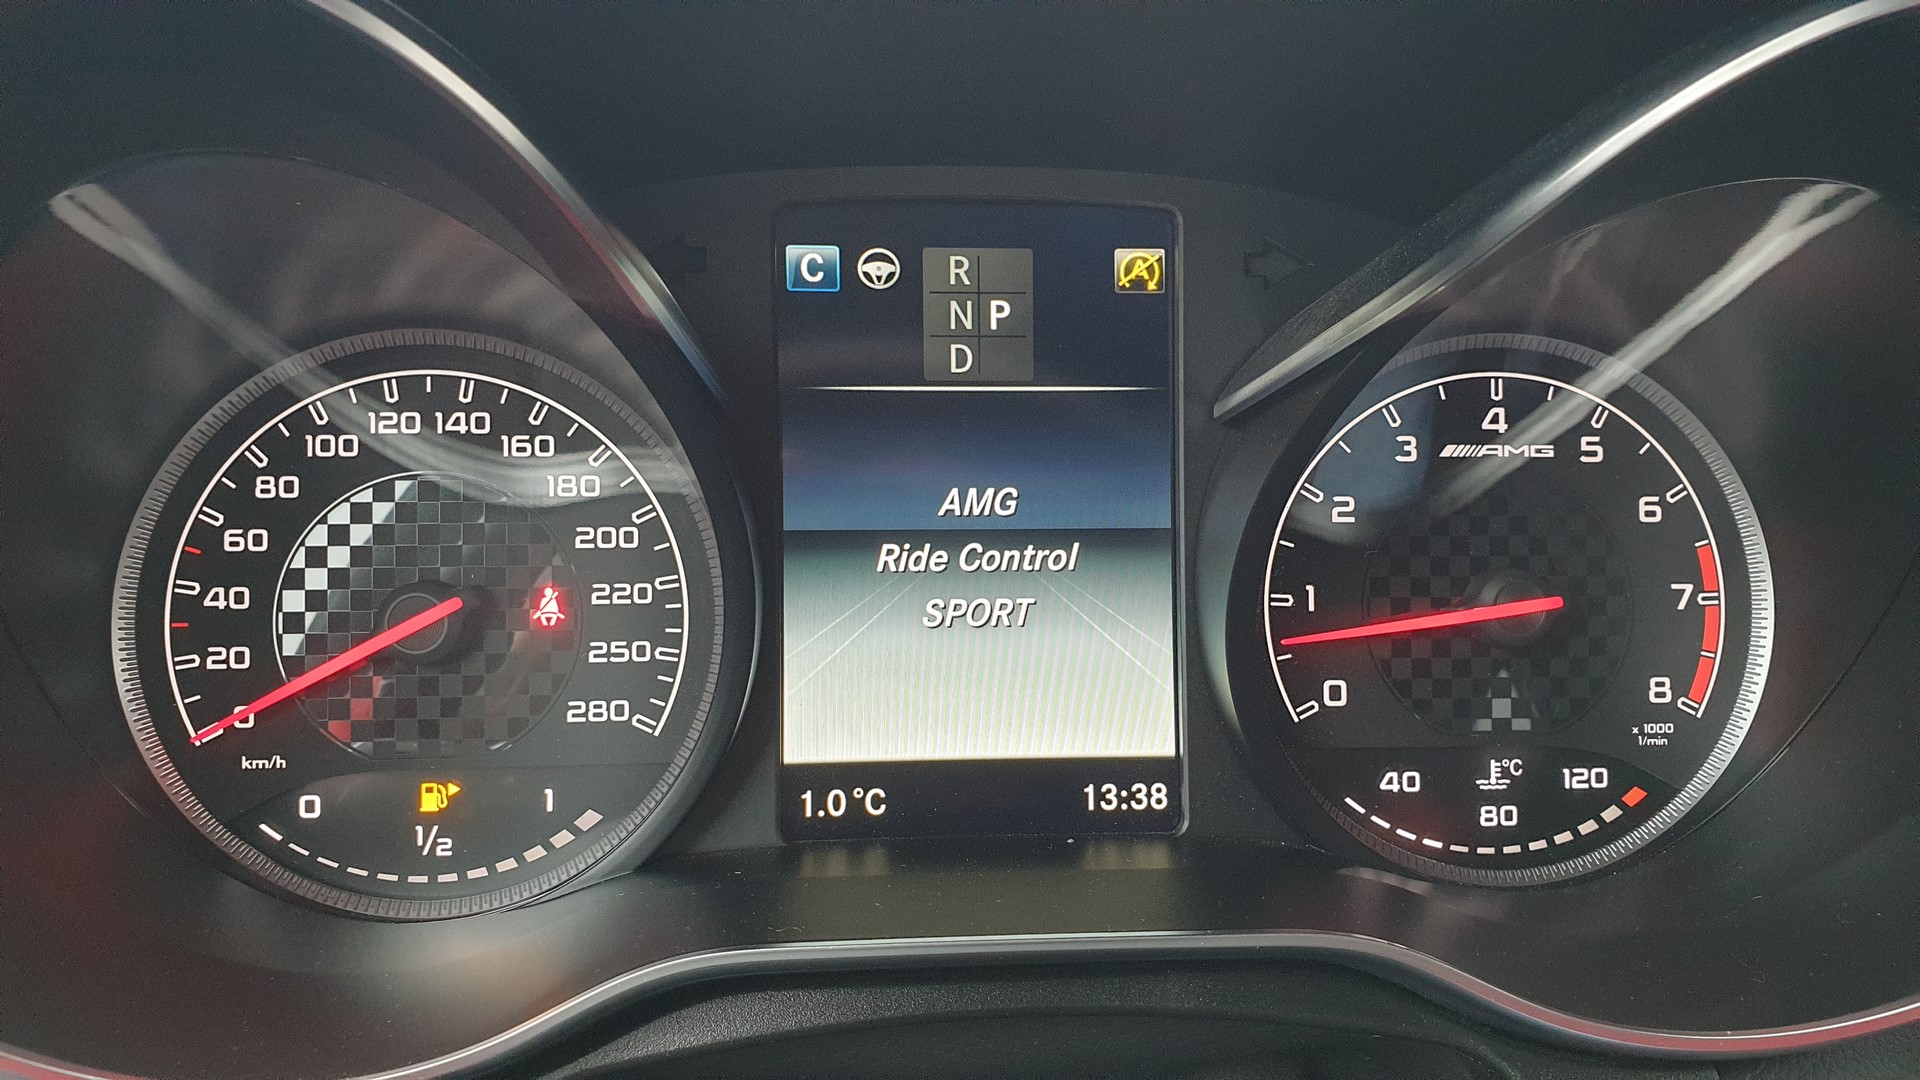 C
R
N P
D
A
0
20
40
60
80
100
120
140
160
180
200
220
250
280
km/h
0
1/2
1
AMG
Ride Control
SPORT
1.0°C
13:38
0
1
2
3
4
5
6
7
8
AMG
x 1000
1/min
40
°C
80
120